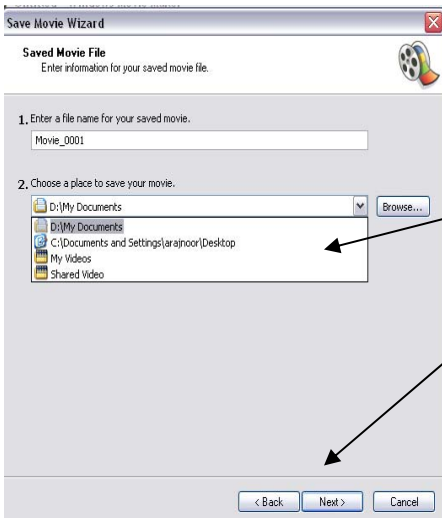 Save Movie Wizard
Saved Movie File
Enter information for your saved movie file.
1. Enter a file name for your saved movie.
Movie_0001
2. Choose a place to save your movie.
D:\My Documents
Browse...
D:\My Documents
C:\Documents and Settings\arajnoor\Desktop
My Videos
Shared Video
< Back Next > Cancel